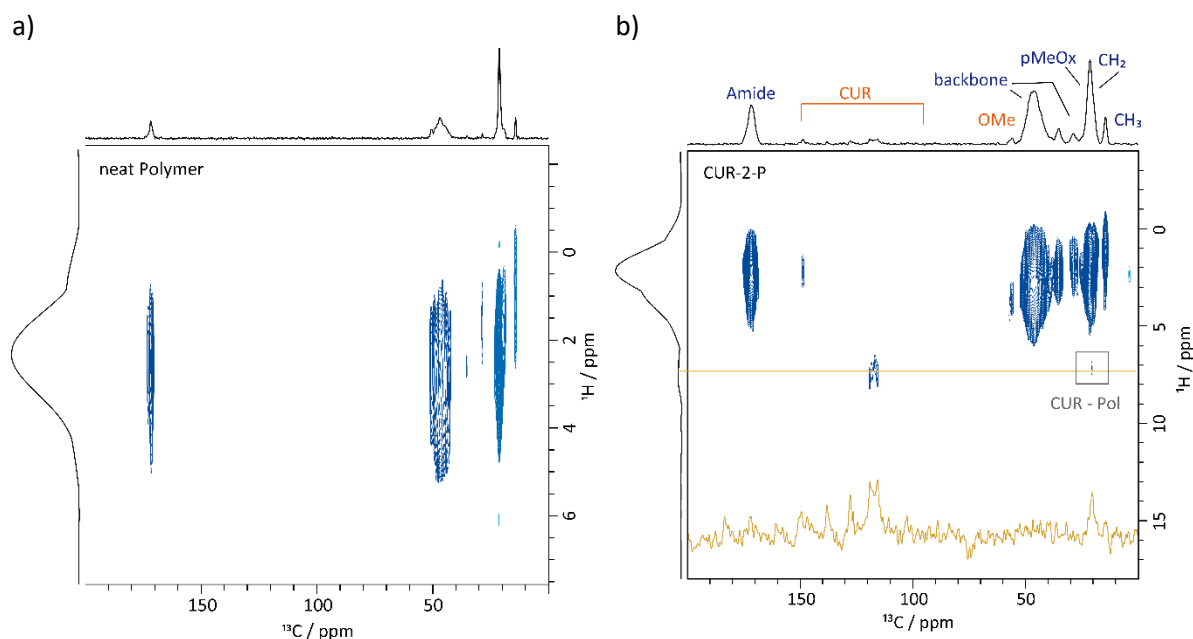 a)
neat Polymer
0
2
4
6
¹H / ppm
150
100
50
¹³C / ppm
b)
pMeOx
CH₂
backbone
Amide
CUR
OMe
CH₃
CUR-2-P
CUR - Pol
0
5
10
15
¹H / ppm
150
100
50
¹³C / ppm